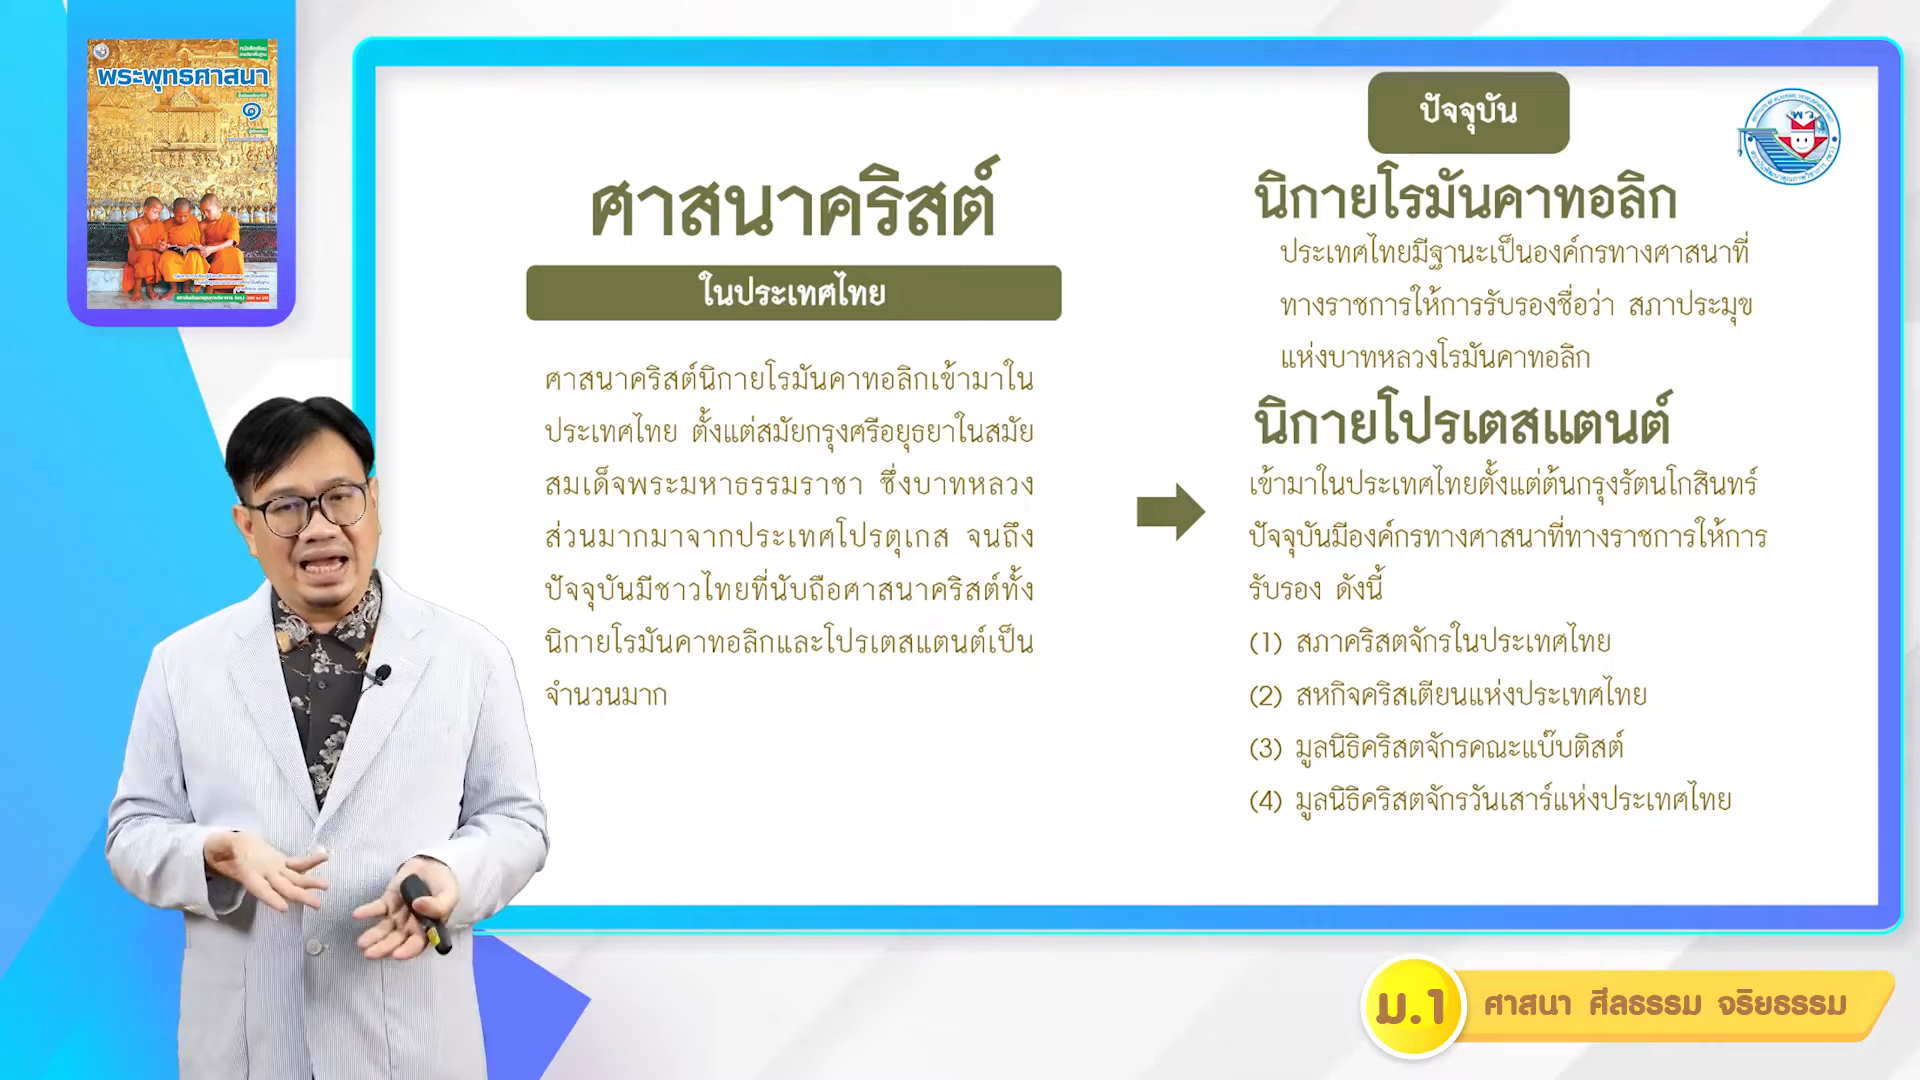 หนังสือเรียน
พระพุทธศาสนา
๑
ปัจจุบัน
พว
ศาสนาคริสต์
ในประเทศไทย
ศาสนาคริสต์นิกายโรมันคาทอลิกเข้ามาใน
ประเทศไทย ตั้งแต่สมัยกรุงศรีอยุธยาในสมัย
สมเด็จพระมหาธรรมราชา ซึ่งบาทหลวง
ส่วนมากมาจากประเทศโปรตุเกส จนถึง
ปัจจุบันมีชาวไทยที่นับถือศาสนาคริสต์ทั้ง
นิกายโรมันคาทอลิกและโปรเตสแตนต์เป็น
จำนวนมาก
นิกายโรมันคาทอลิก
ประเทศไทยมีฐานะเป็นองค์กรทางศาสนาที่
ทางราชการให้การรับรองชื่อว่า สภาประมุข
แห่งบาทหลวงโรมันคาทอลิก
นิกายโปรเตสแตนต์
เข้ามาในประเทศไทยตั้งแต่ต้นกรุงรัตนโกสินทร์
ปัจจุบันมีองค์กรทางศาสนาที่ทางราชการให้การ
รับรอง ดังนี้
(1) สภาคริสตจักรในประเทศไทย
(2) สหกิจคริสเตียนแห่งประเทศไทย
(3) มูลนิธิคริสตจักรคณะแบ๊บติสต์
(4) มูลนิธิคริสตจักรวันเสาร์แห่งประเทศไทย
ม.1
ศาสนา ศีลธรรม จริยธรรม